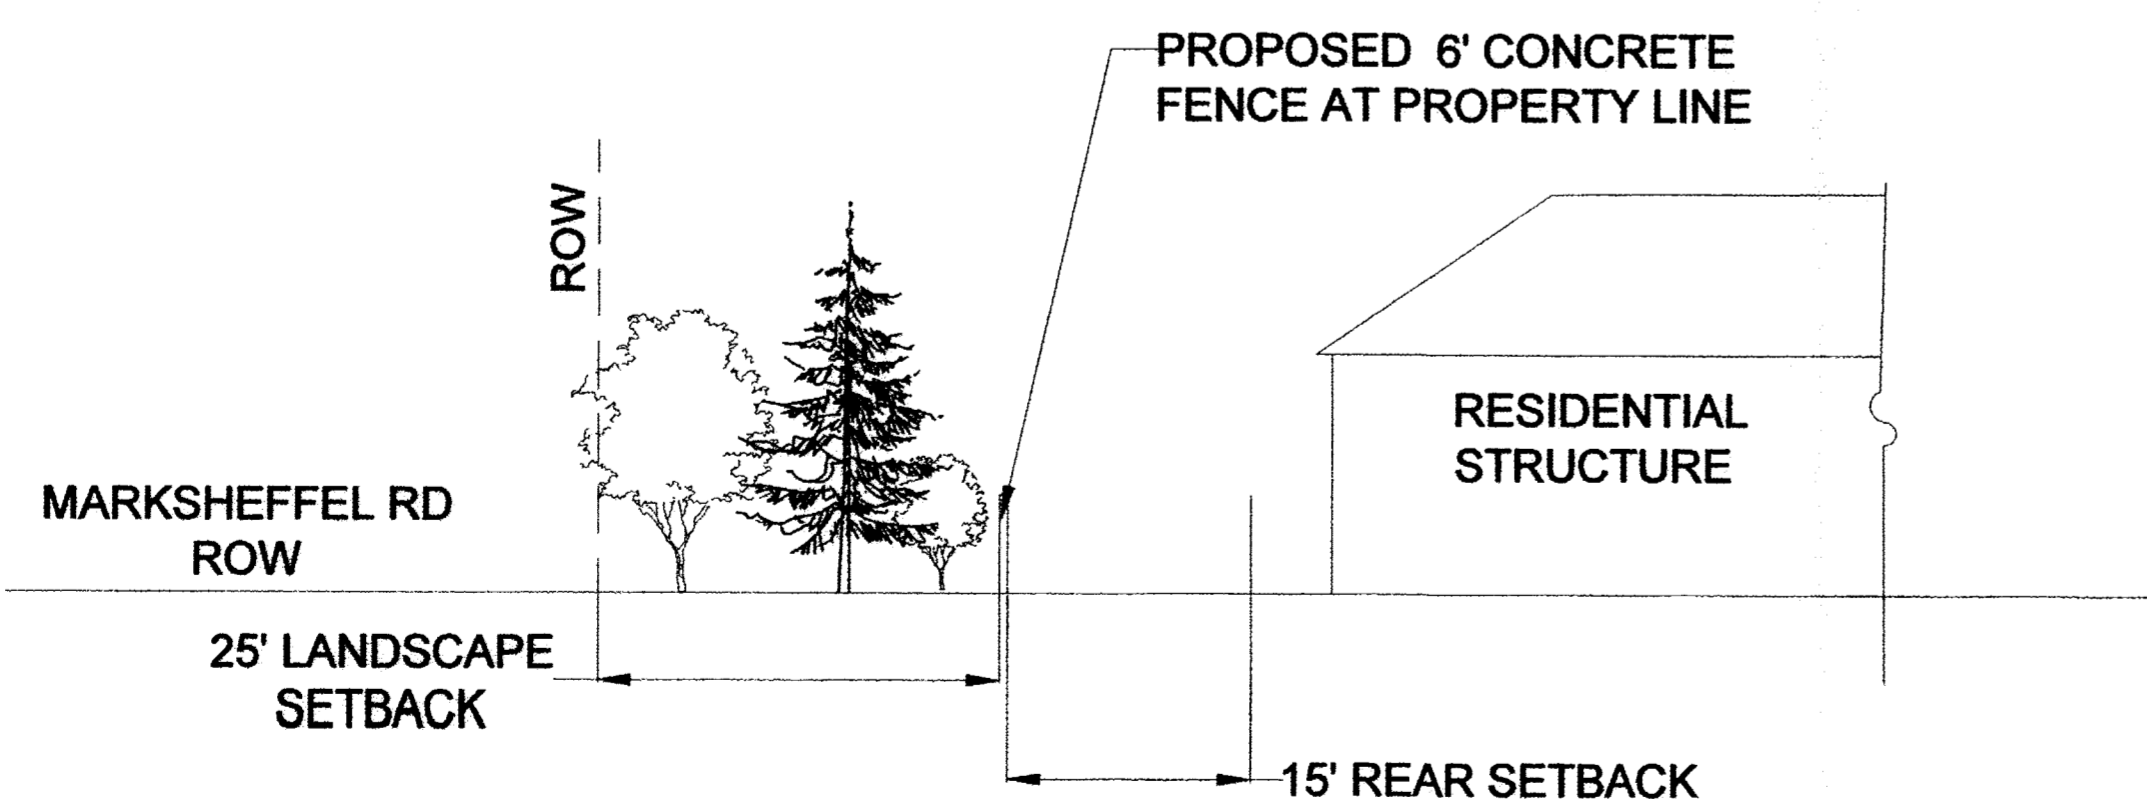 PROPOSED 6' CONCRETE
FENCE AT PROPERTY LINE
ROW
RESIDENTIAL
STRUCTURE
MARKSHEFFEL RD
ROW
25' LANDSCAPE
SETBACK
15' REAR SETBACK